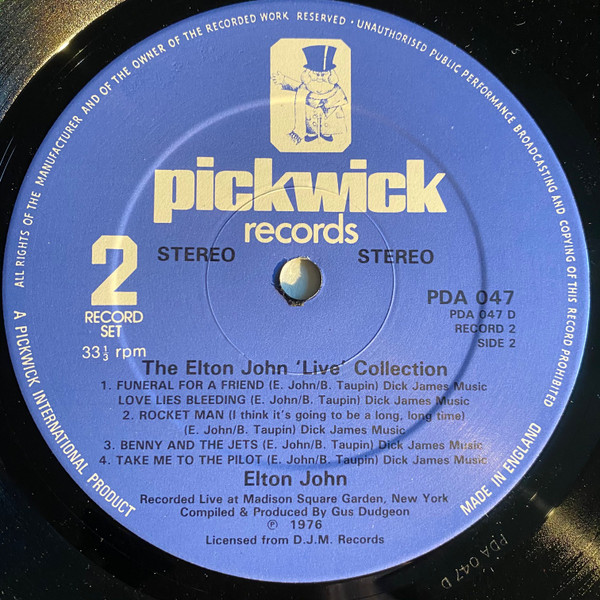 ALL RIGHTS OF THE MANUFACTURER AND OF THE OWNER OF THE RECORDED WORK RESERVED · UNAUTHORISED PUBLIC PERFORMANCE BROADCASTING AND COPYING OF THIS RECORD PROHIBITED
pickwick
records
STEREO STEREO
2
RECORD
SET
33 1/3 rpm
PDA 047
PDA 047 D
RECORD 2
SIDE 2
The Elton John 'Live' Collection
1. FUNERAL FOR A FRIEND (E. John/B. Taupin) Dick James Music
LOVE LIES BLEEDING (E. John/B. Taupin) Dick James Music
2. ROCKET MAN (I think it's going to be a long, long time)
(E. John/B. Taupin) Dick James Music
3. BENNY AND THE JETS (E. John/B. Taupin) Dick James Music
4. TAKE ME TO THE PILOT (E. John/B. Taupin) Dick James Music
Elton John
Recorded Live at Madison Square Garden, New York
Compiled & Produced By Gus Dudgeon
℗ 1976
Licensed from D.J.M. Records
A PICKWICK INTERNATIONAL PRODUCT
MADE IN ENGLAND
PDA 047 D